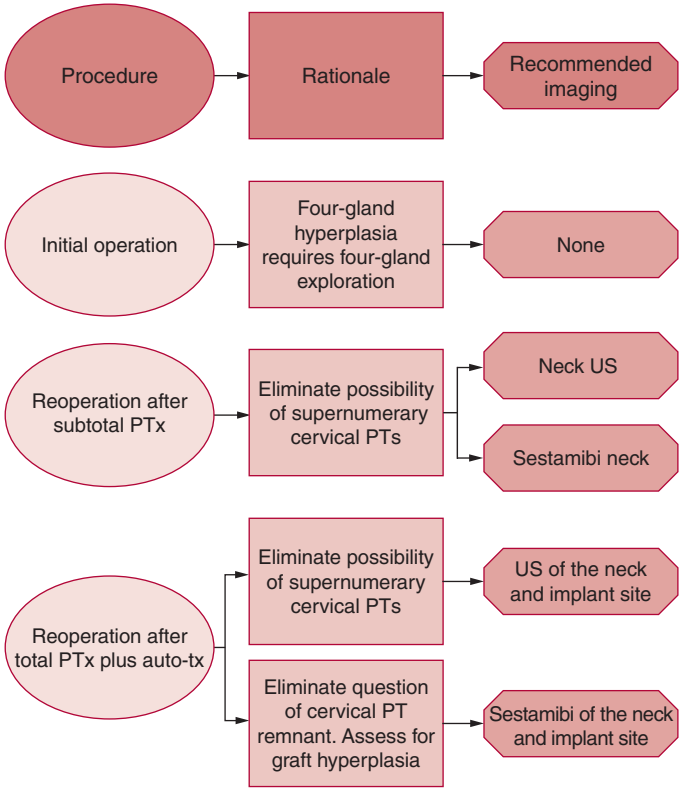 Procedure
Rationale
Recommended
imaging
Initial operation
Four-gland
hyperplasia
requires four-gland
exploration
None
Reoperation after
subtotal PTx
Eliminate possibility
of supernumerary
cervical PTs
Neck US
Sestamibi neck
Reoperation after
total PTx plus auto-tx
Eliminate possibility
of supernumerary
cervical PTs
US of the neck
and implant site
Eliminate question
of cervical PT
remnant. Assess for
graft hyperplasia
Sestamibi of the neck
and implant site